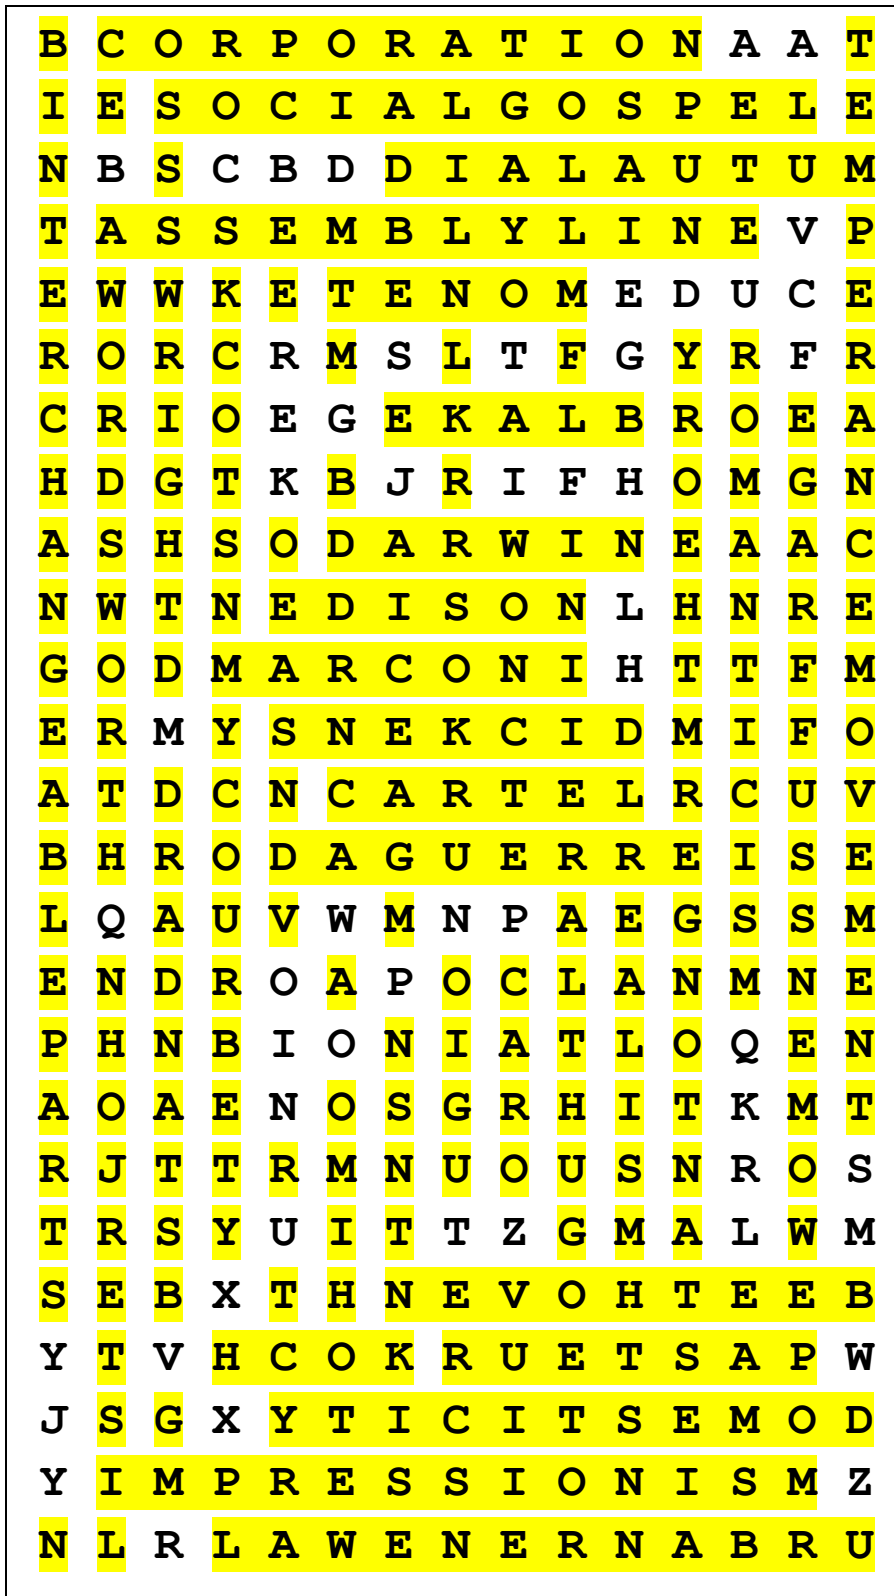 B C O R P O R A T I O N A A T
I E S O C I A L G O S P E L E
N B S C B D D I A L A U T U M
T A S S E M B L Y L I N E V P
E W W K E T E N O M E D U C E
R O R C R M S L T F G Y R F R
C R I O E G E K A L B R O E A
H D G T K B J R I F H O M G N
A S H S O D A R W I N E A A C
N W T N E D I S O N L H N R E
G O D M A R C O N I H T T F M
E R M Y S N E K C I D M I F O
A T D C N C A R T E L R C U V
B H R O D A G U E R R E I S E
L Q A U V W M N P A E G S S M
E N D R O A P O C L A N M N E
P H N B I O N I A T L O Q E N
A O A E N O S G R H I T K M T
R J T T R M N U O U S N R O S
T R S Y U I T T Z G M A L W M
S E B X T H N E V O H T E E B
Y T V H C O K R U E T S A P W
J S G X Y T I C I T S E M O D
Y I M P R E S S I O N I S M Z
N L R L A W E N E R N A B R U